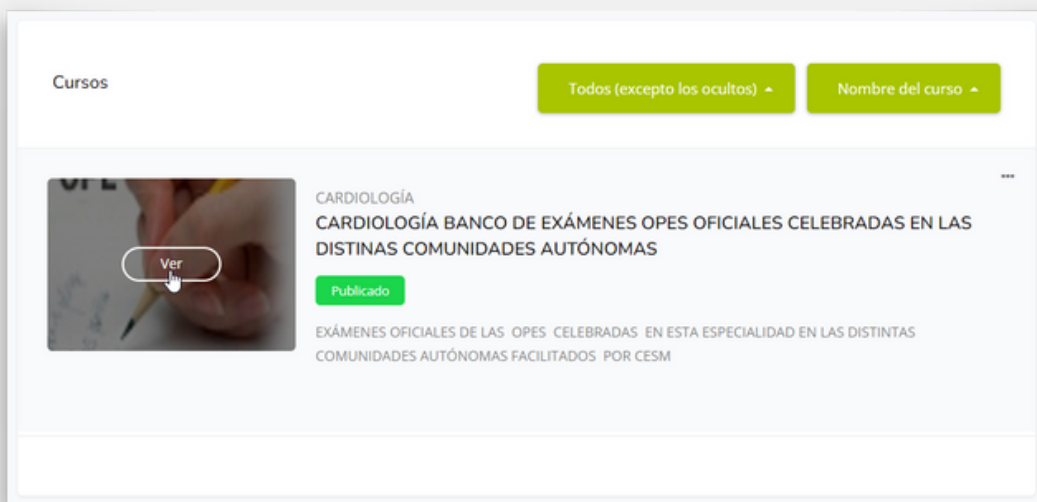 Cursos
Todos (excepto los ocultos)
Nombre del curso
OPE
CARDIOLOGÍA
CARDIOLOGÍA BANCO DE EXÁMENES OPES OFICIALES CELEBRADAS EN LAS
DISTINAS COMUNIDADES AUTÓNOMAS
Ver
Publicado
EXÁMENES OFICIALES DE LAS OPES CELEBRADAS EN ESTA ESPECIALIDAD EN LAS DISTINTAS
COMUNIDADES AUTÓNOMAS FACILITADOS POR CESM